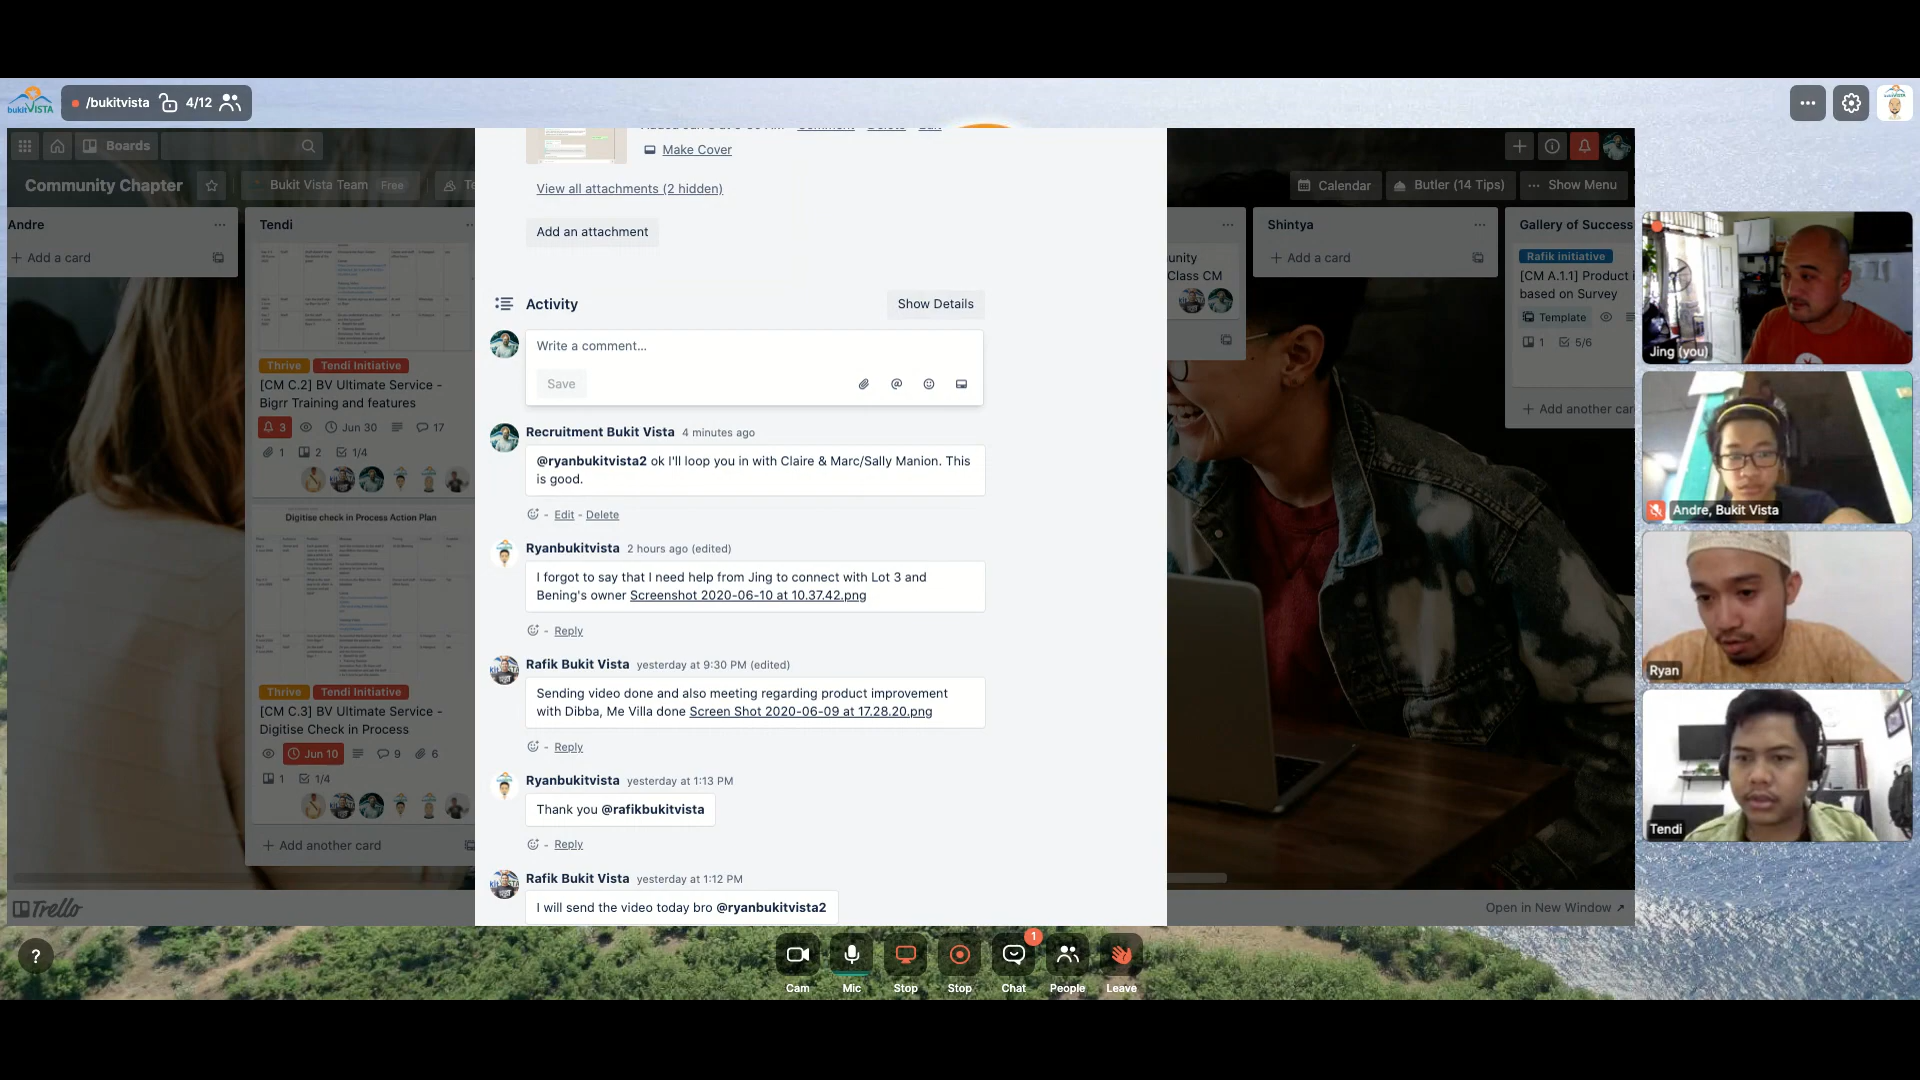 bukitVISTA
/bukitvista 4/12
Boards
Community Chapter
Bukit Vista Team Free
Calendar
Butler (14 Tips)
Show Menu
Andre
Add a card
Tendi
Thrive Tendi Initiative
[CM C.2] BV Ultimate Service -
Bigrr Training and features
3 Jun 30 17
1 2 1/4
Digitise check in Process Action Plan
Thrive Tendi Initiative
[CM C.3] BV Ultimate Service -
Digitise Check in Process
Jun 10 9 6
1 1/4
Add another card
Trello
Make Cover
View all attachments (2 hidden)
Add an attachment
Activity
Show Details
Write a comment...
Save
Recruitment Bukit Vista 4 minutes ago
@ryanbukitvista2 ok I'll loop you in with Claire & Marc/Sally Manion. This
is good.
- Edit - Delete
Ryanbukitvista 2 hours ago (edited)
I forgot to say that I need help from Jing to connect with Lot 3 and
Bening's owner Screenshot 2020-06-10 at 10.37.42.png
- Reply
Rafik Bukit Vista yesterday at 9:30 PM (edited)
Sending video done and also meeting regarding product improvement
with Dibba, Me Villa done Screen Shot 2020-06-09 at 17.28.20.png
- Reply
Ryanbukitvista yesterday at 1:13 PM
Thank you @rafikbukitvista
- Reply
Rafik Bukit Vista yesterday at 1:12 PM
I will send the video today bro @ryanbukitvista2
Class CM
Shintya
Add a card
Gallery of Success
Rafik initiative
[CM A.1.1] Product
based on Survey
Template
1 5/6
Add another car
Open in New Window
Jing (you)
Andre, Bukit Vista
Ryan
Tendi
?
1
Cam
Mic
Stop
Stop
Chat
People
Leave